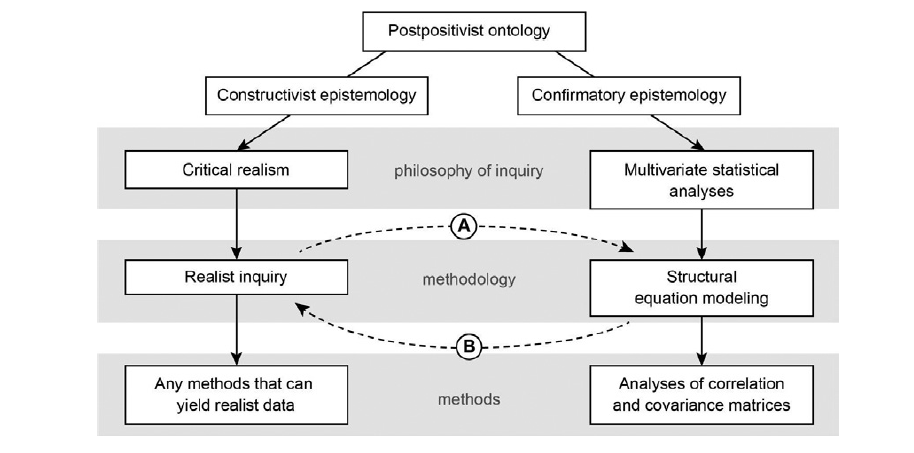 Postpositivist ontology
Constructivist epistemology
Confirmatory epistemology
Critical realism
philosophy of inquiry
Multivariate statistical
analyses
A
Realist inquiry
methodology
Structural
equation modeling
B
Any methods that can
yield realist data
methods
Analyses of correlation
and covariance matrices